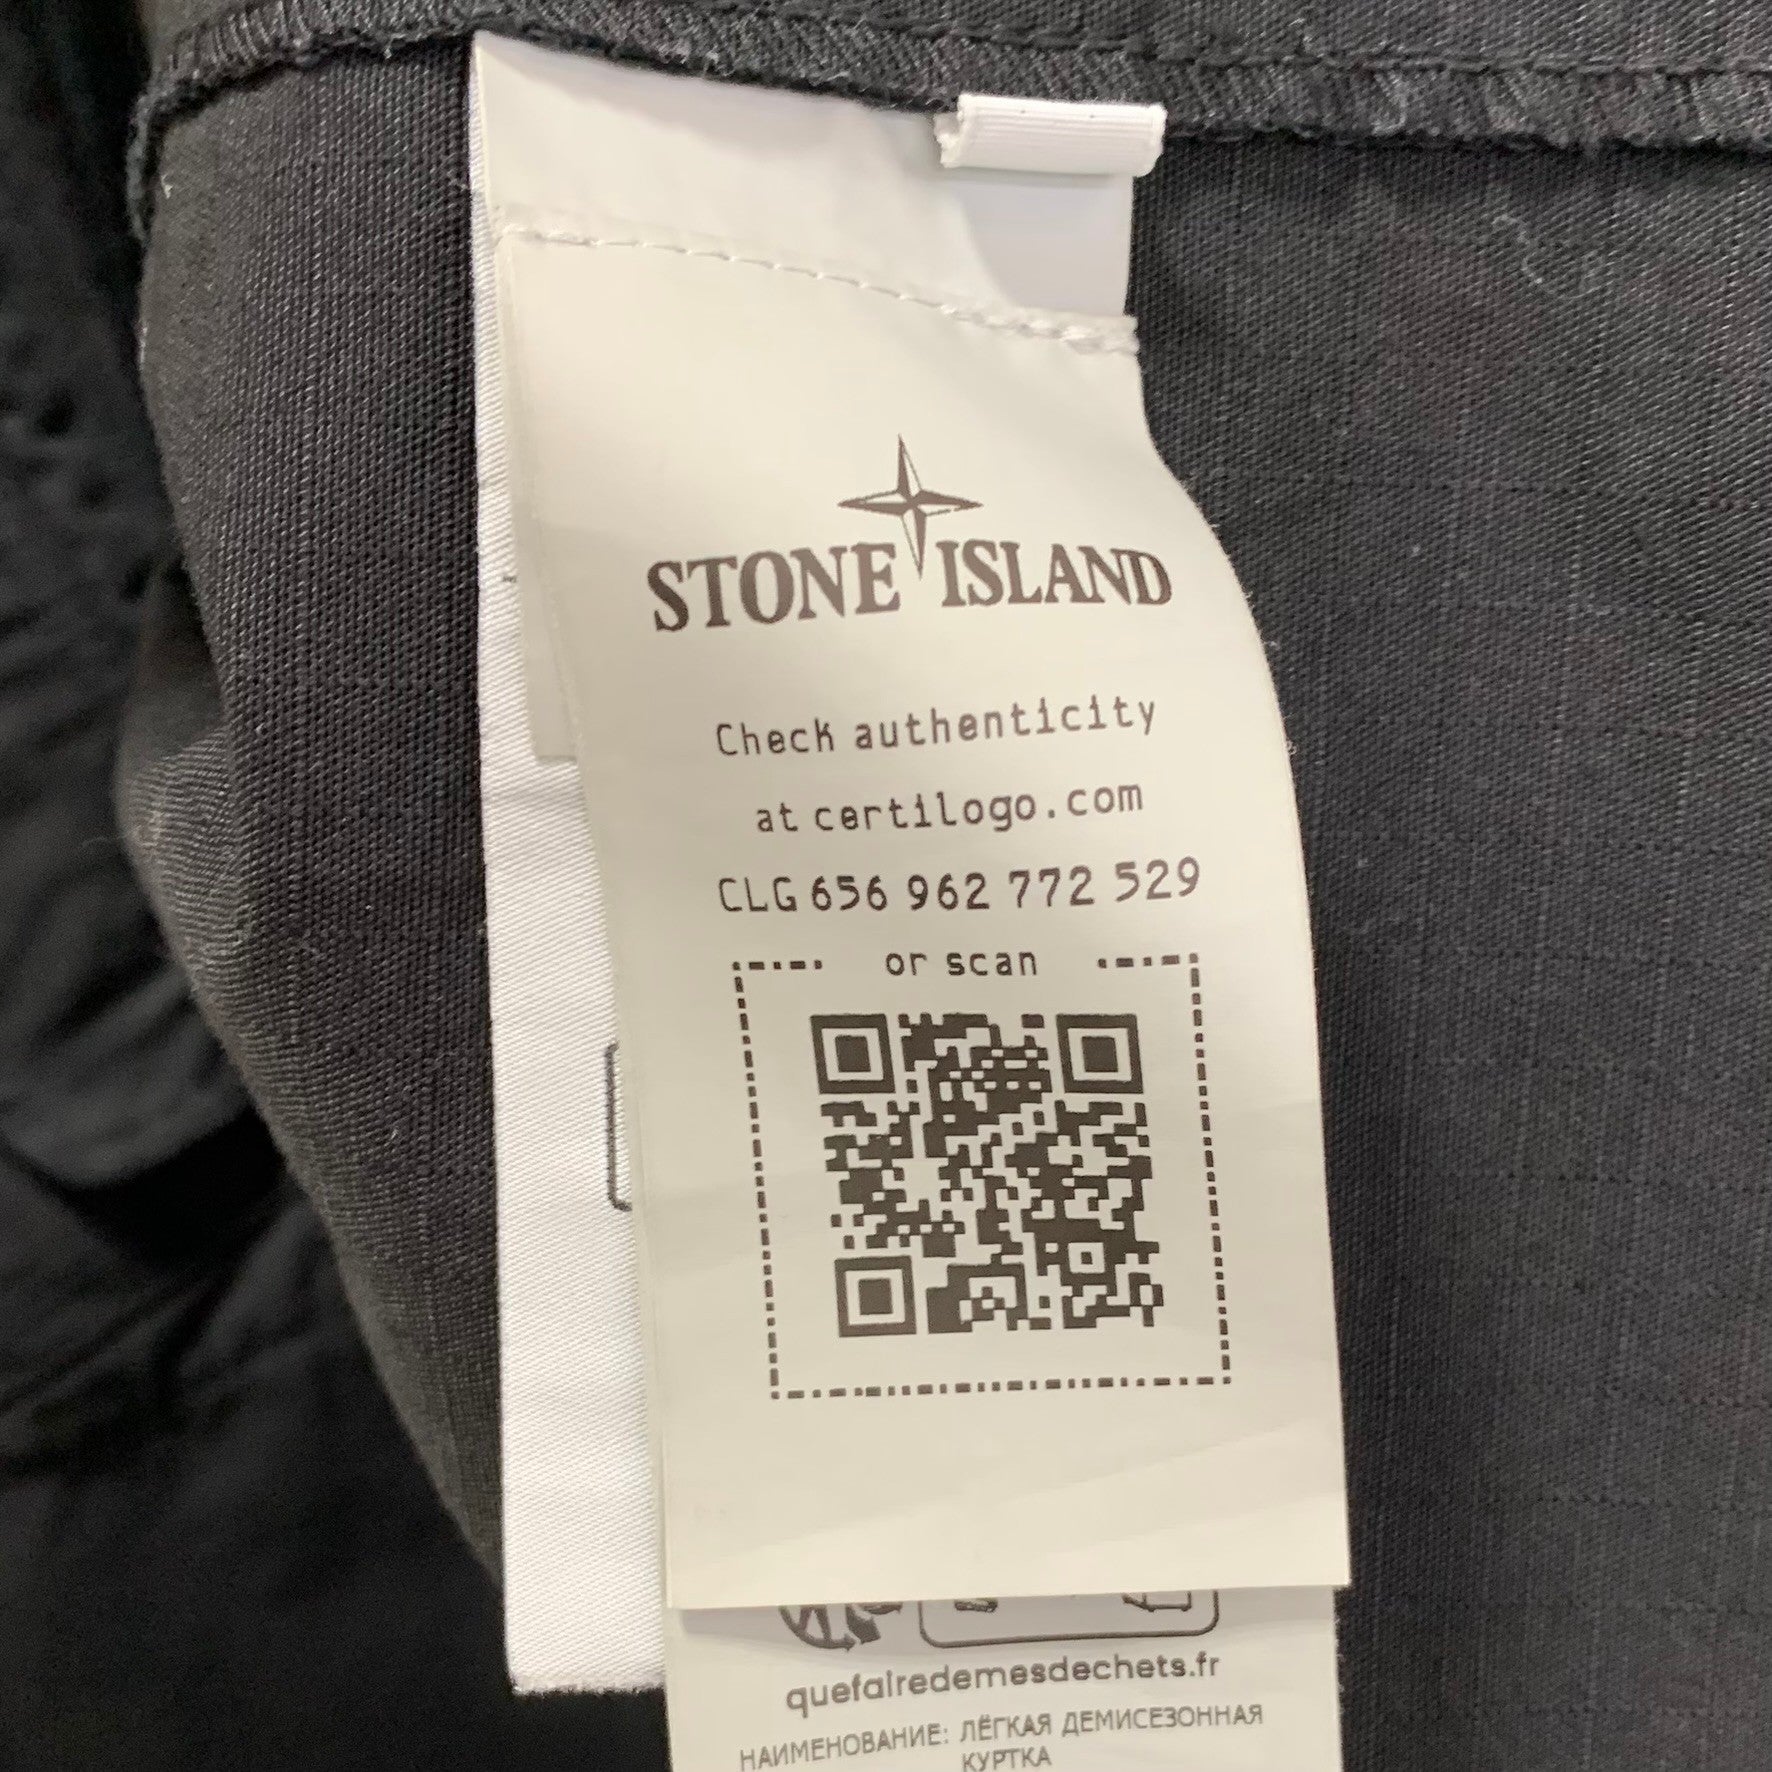 STONE ISLAND
Check authenticity
at certilogo.com
CLG 656 962 772 529
or scan
quefairedemesdechets.fr
НАИМЕНОВАНИЕ: ЛЁГКАЯ ДЕМИСЕЗОННАЯ
КУРТКА